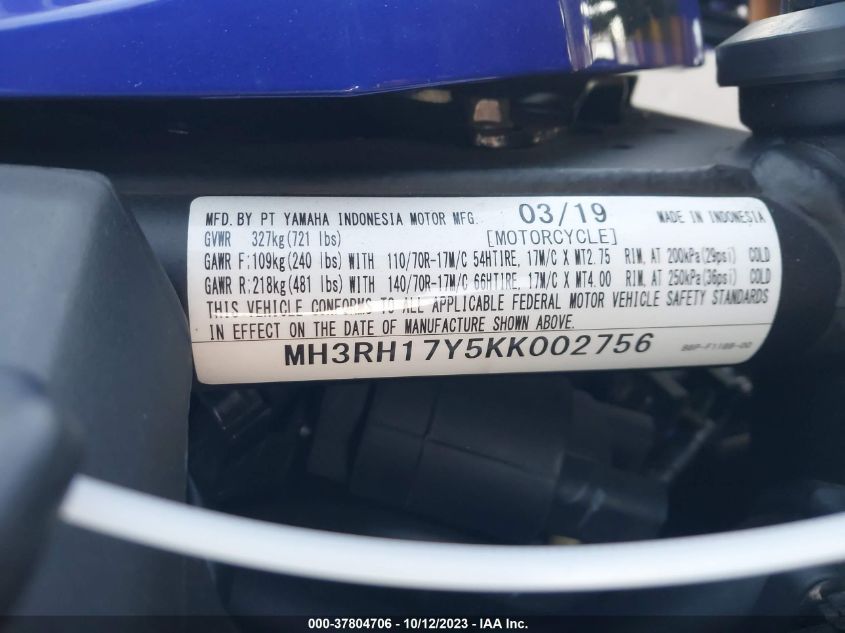 MFD. BY PT YAMAHA INDONESIA MOTOR MFG. 03/19 MADE IN INDONESIA
GVWR 327kg(721 lbs) [MOTORCYCLE]
GAWR F:109kg(240 lbs) WITH 110/70R-17M/C 54HTIRE, 17M/C X MT2.75 RIM, AT 200kPa(29psi) COLD
GAWR R:218kg(481 lbs) WITH 140/70R-17M/C 66HTIRE, 17M/C X MT4.00 RIM, AT 250kPa(36psi) COLD
THIS VEHICLE CONFORMS TO ALL APPLICABLE FEDERAL MOTOR VEHICLE SAFETY STANDARDS
IN EFFECT ON THE DATE OF MANUFACTURE SHOWN ABOVE.
MH3RH17Y5KK002756
000-37804706 - 10/12/2023 - IAA Inc.